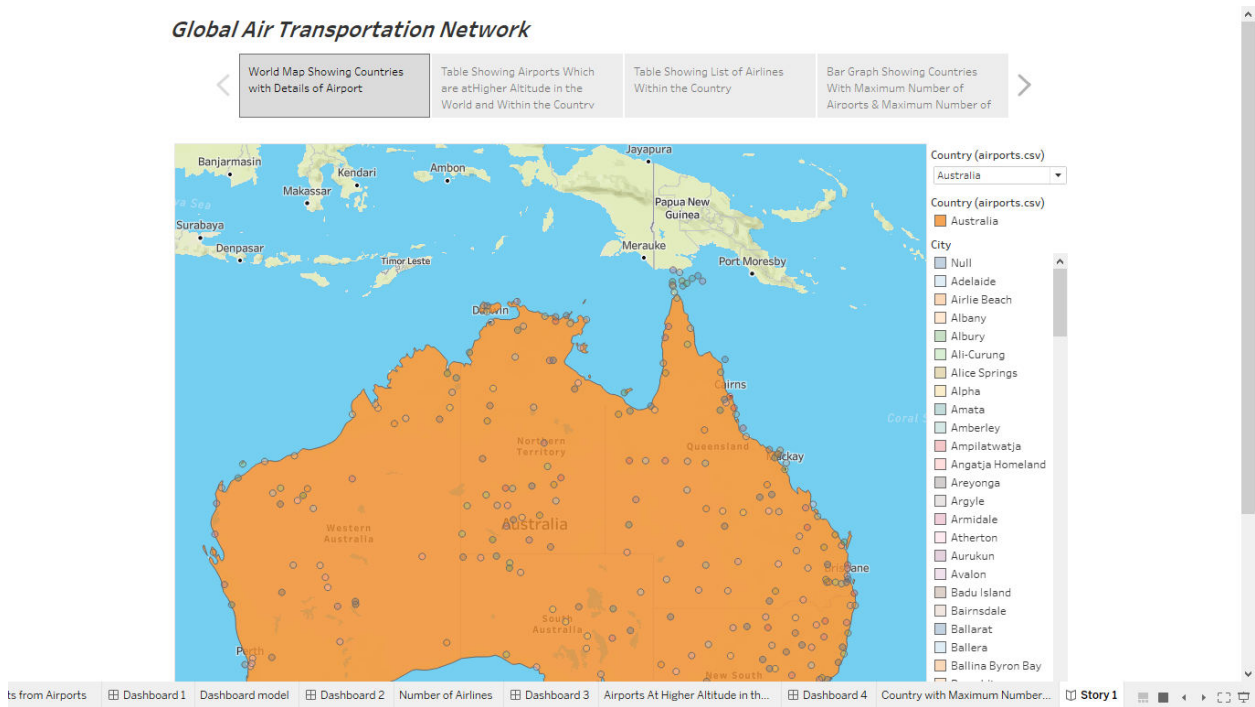 Global Air Transportation Network
World Map Showing Countries
with Details of Airport
Table Showing Airports Which
are atHigher Altitude in the
World and Within the Country
Table Showing List of Airlines
Within the Country
Bar Graph Showing Countries
With Maximum Number of
Airports & Maximum Number of
Banjarmasin
Kendari
Makassar
Ambon
Jayapura
Surabaya
Denpasar
Timor Leste
Papua New
Guinea
Merauke
Port Moresby
Darwin
Cairns
Coral
Northern
Territory
Queensland
Mackay
Western
Australia
Australia
Brisbane
South
Australia
Perth
New South
Country (airports.csv)
Australia
Country (airports.csv)
Australia
City
Null
Adelaide
Airlie Beach
Albany
Albury
Ali-Curung
Alice Springs
Alpha
Amata
Amberley
Ampilatwatja
Angatja Homeland
Areyonga
Argyle
Armidale
Atherton
Aurukun
Avalon
Badu Island
Bairnsdale
Ballarat
Ballera
Ballina Byron Bay
ts from Airports
Dashboard 1
Dashboard model
Dashboard 2
Number of Airlines
Dashboard 3
Airports At Higher Altitude in th...
Dashboard 4
Country with Maximum Number...
Story 1